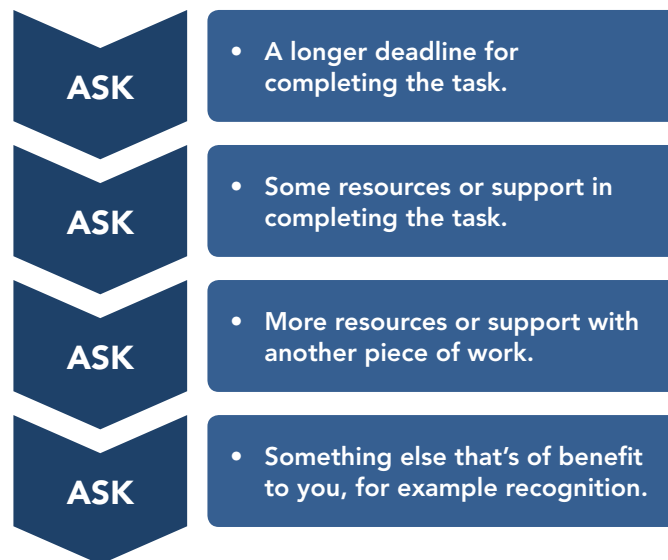 ASK
• A longer deadline for
completing the task.
ASK
• Some resources or support in
completing the task.
ASK
• More resources or support with
another piece of work.
ASK
• Something else that’s of benefit
to you, for example recognition.